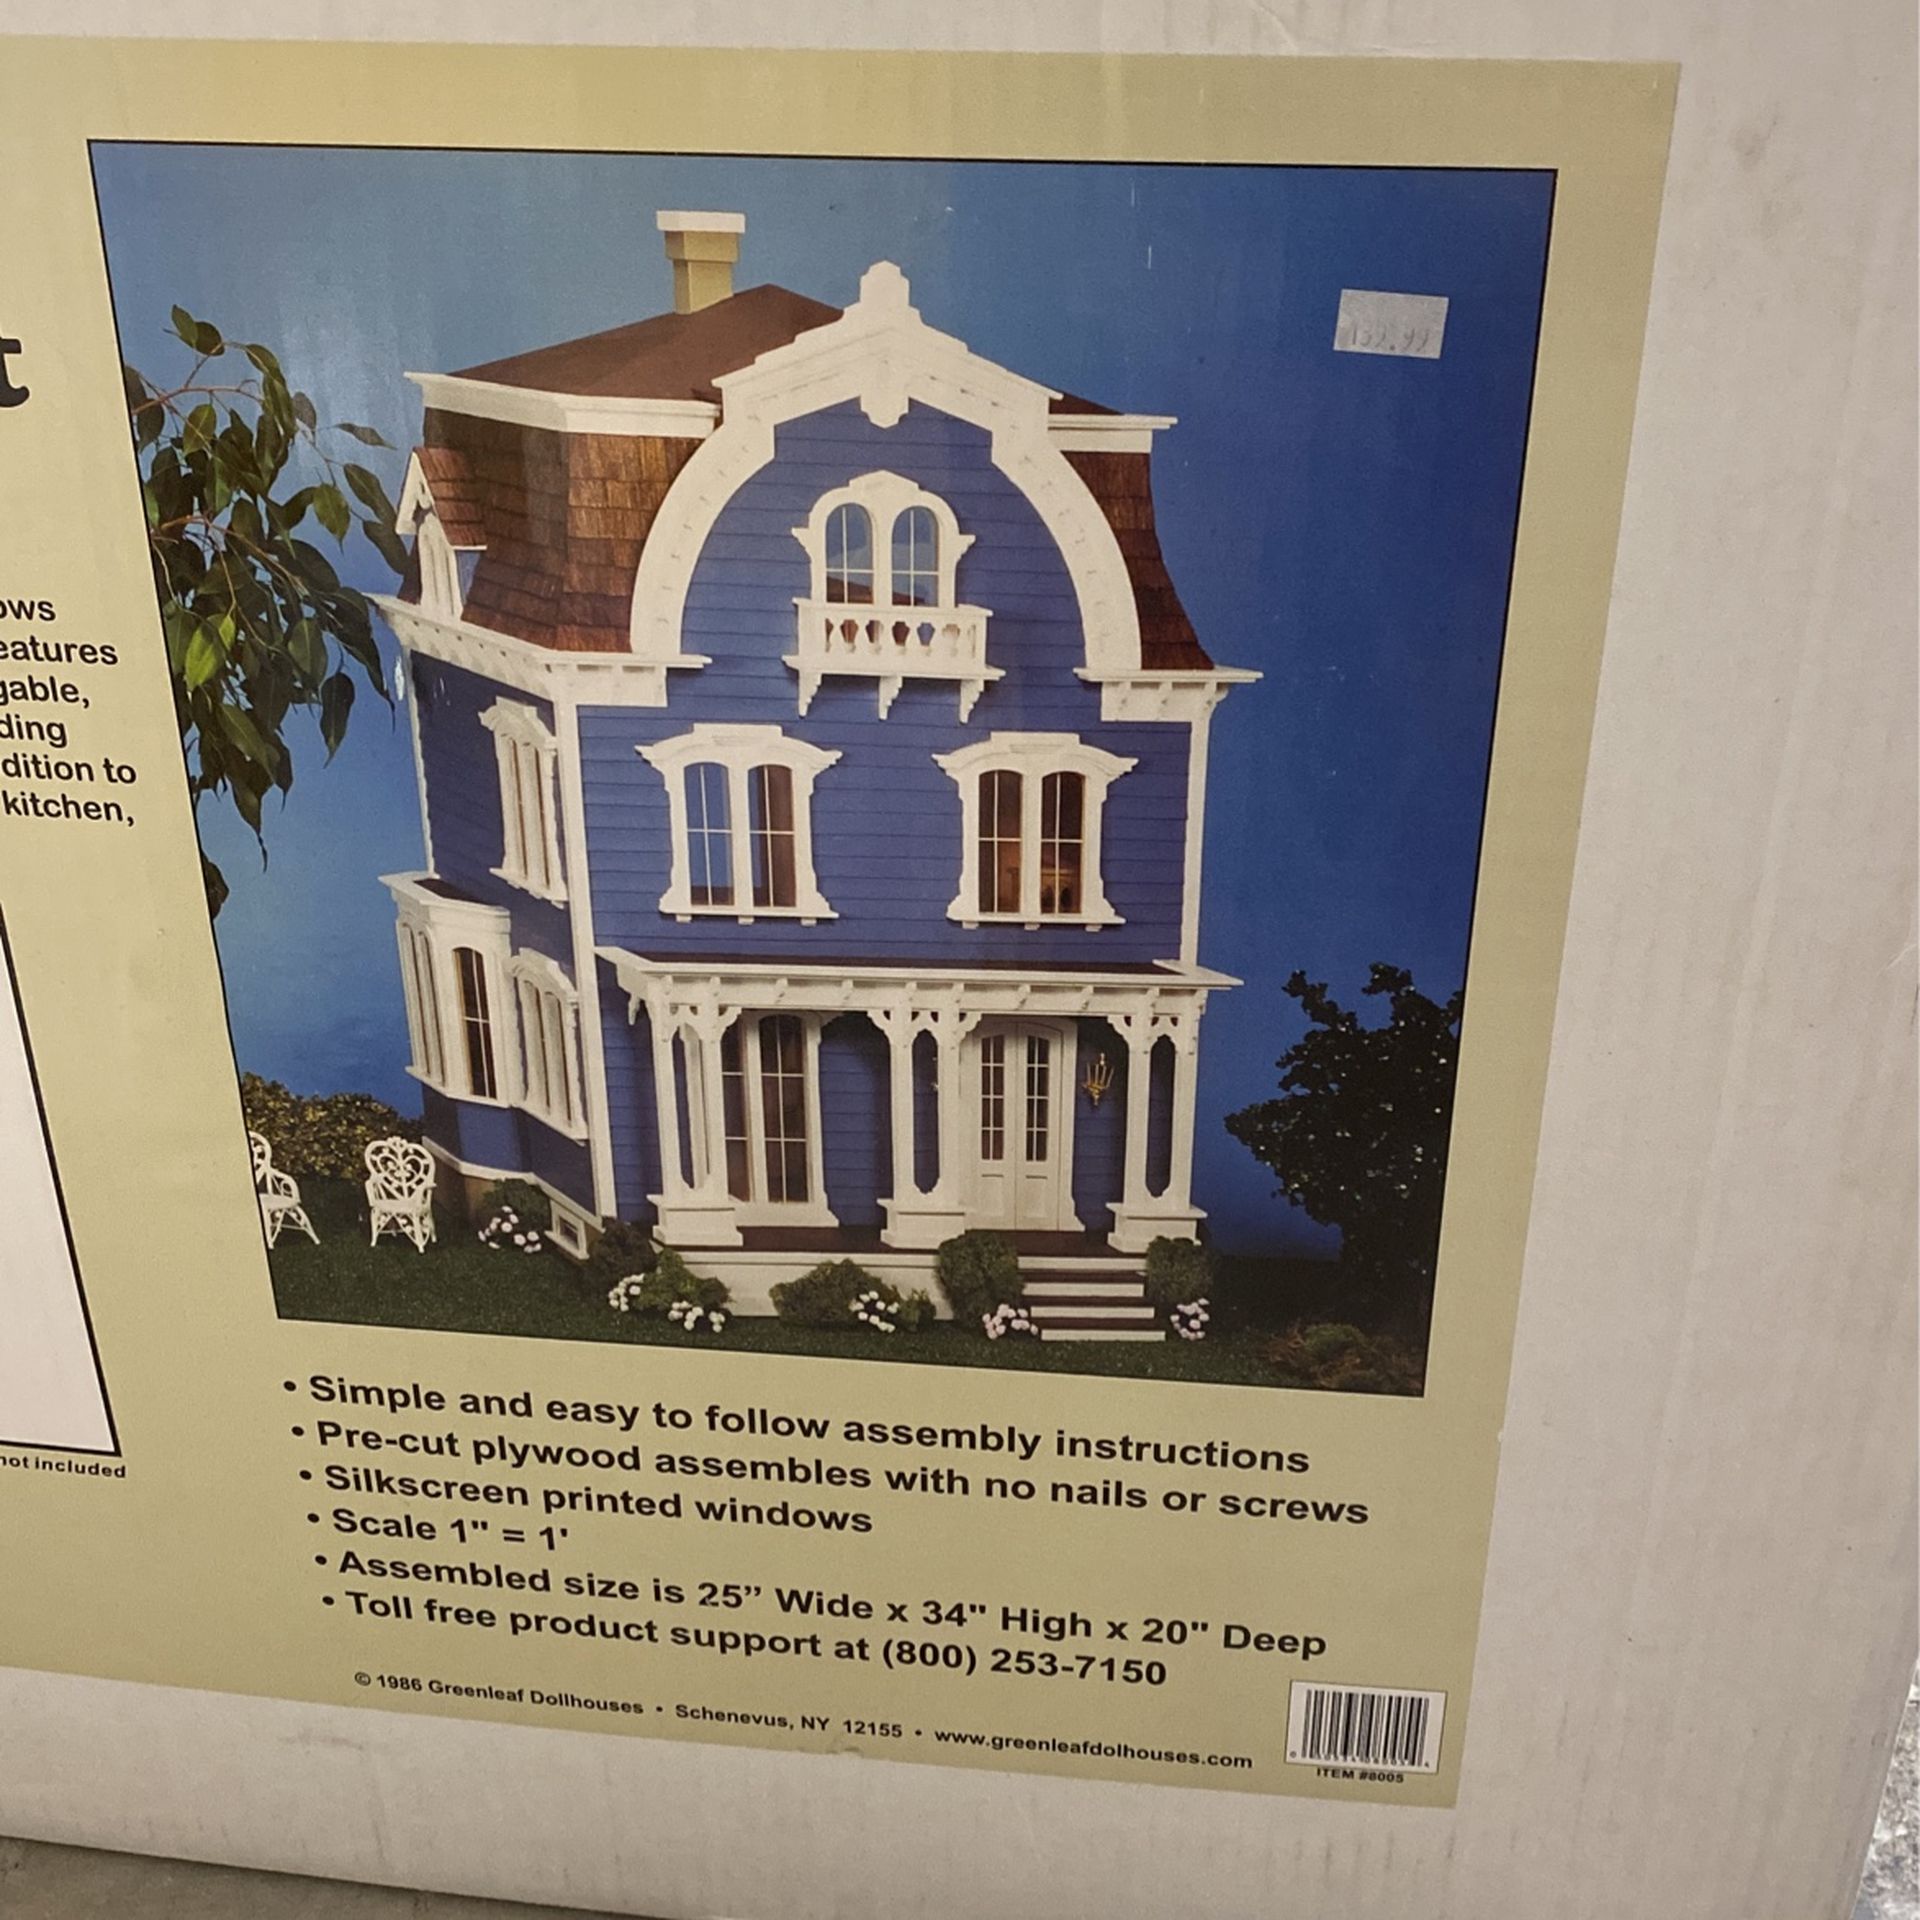 t
139.99
ows
eatures
gable,
ding
dition to
kitchen,
not included
• Simple and easy to follow assembly instructions
• Pre-cut plywood assembles with no nails or screws
• Silkscreen printed windows
• Scale 1" = 1'
• Assembled size is 25” Wide x 34" High x 20" Deep
• Toll free product support at (800) 253-7150
© 1986 Greenleaf Dollhouses • Schenevus, NY 12155 • www.greenleafdolhouses.com
ITEM #8005